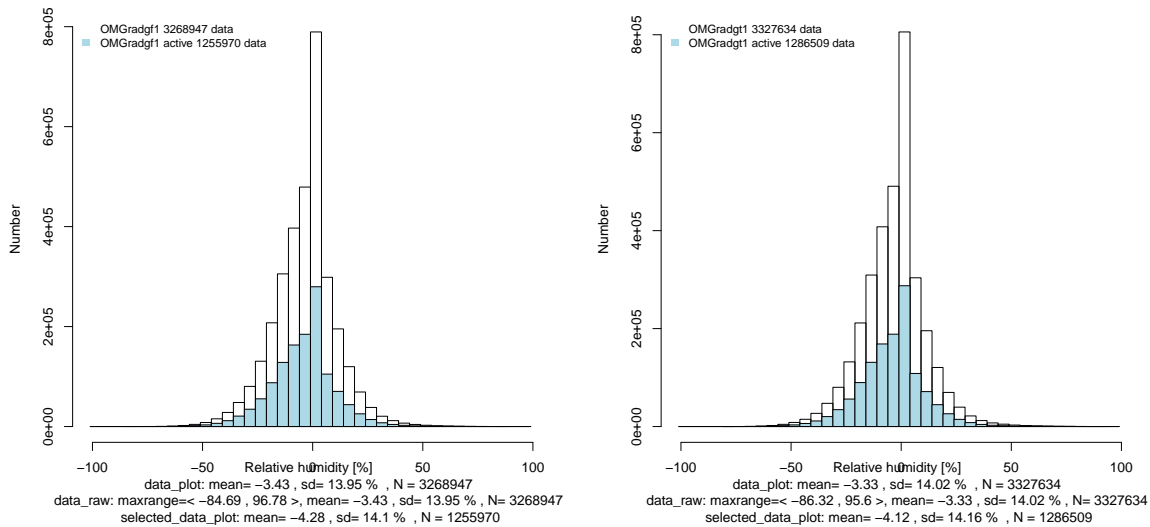 OMGradgf1 3268947 data
OMGradgf1 active 1255970 data
Number
0e+00 2e+05 4e+05 6e+05 8e+05
−100 −50 0 50 100
Relative humidity [%]
data_plot: mean= −3.43 , sd= 13.95 % , N = 3268947
data_raw: maxrange=< −84.69 , 96.78 >, mean= −3.43 , sd= 13.95 % , N= 3268947
selected_data_plot: mean= −4.28 , sd= 14.1 % , N = 1255970
OMGradgt1 3327634 data
OMGradgt1 active 1286509 data
Number
0e+00 2e+05 4e+05 6e+05 8e+05
−100 −50 0 50 100
Relative humidity [%]
data_plot: mean= −3.33 , sd= 14.02 % , N = 3327634
data_raw: maxrange=< −86.32 , 95.6 >, mean= −3.33 , sd= 14.02 % , N= 3327634
selected_data_plot: mean= −4.12 , sd= 14.16 % , N = 1286509